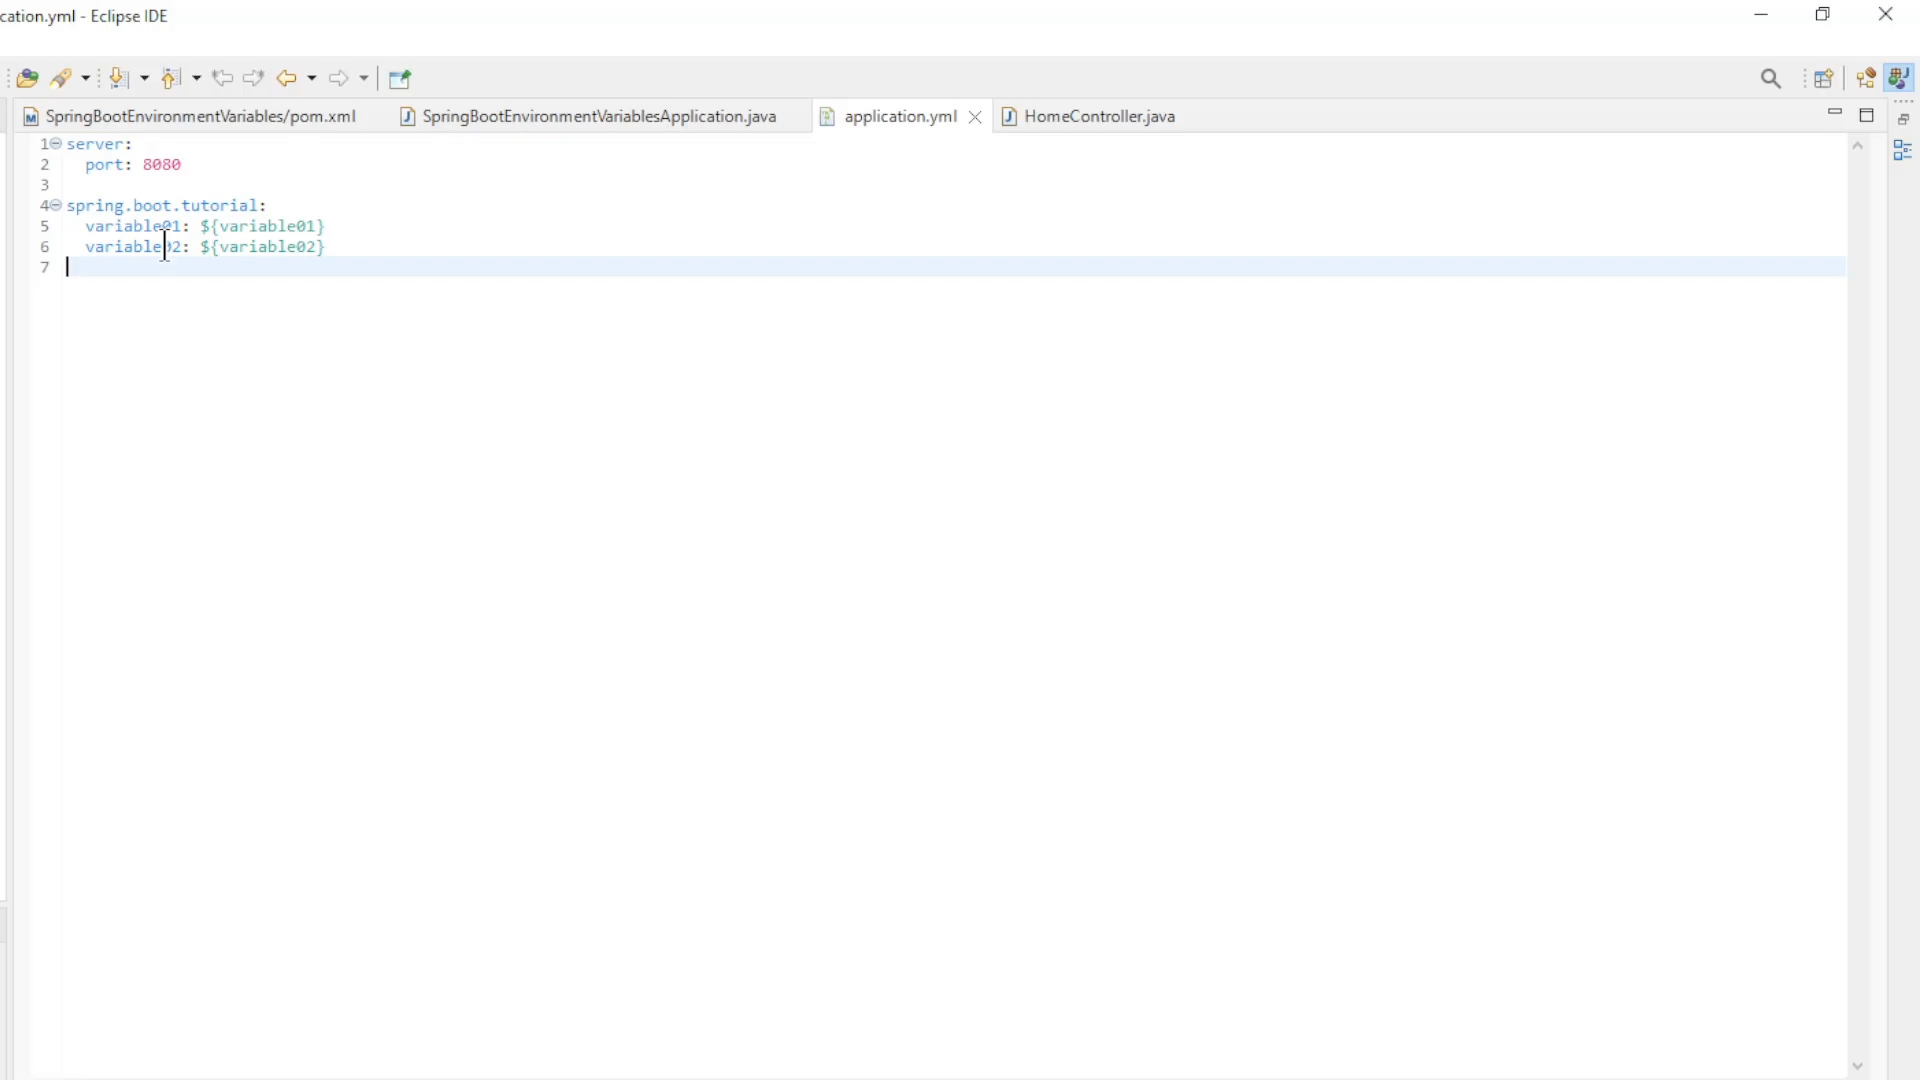 cation.yml - Eclipse IDE
SpringBootEnvironmentVariables/pom.xml
SpringBootEnvironmentVariablesApplication.java
application.yml
HomeController.java
1 server:
2 port: 8080
3
4 spring.boot.tutorial:
5 variable01: ${variable01}
6 variable02: ${variable02}
7